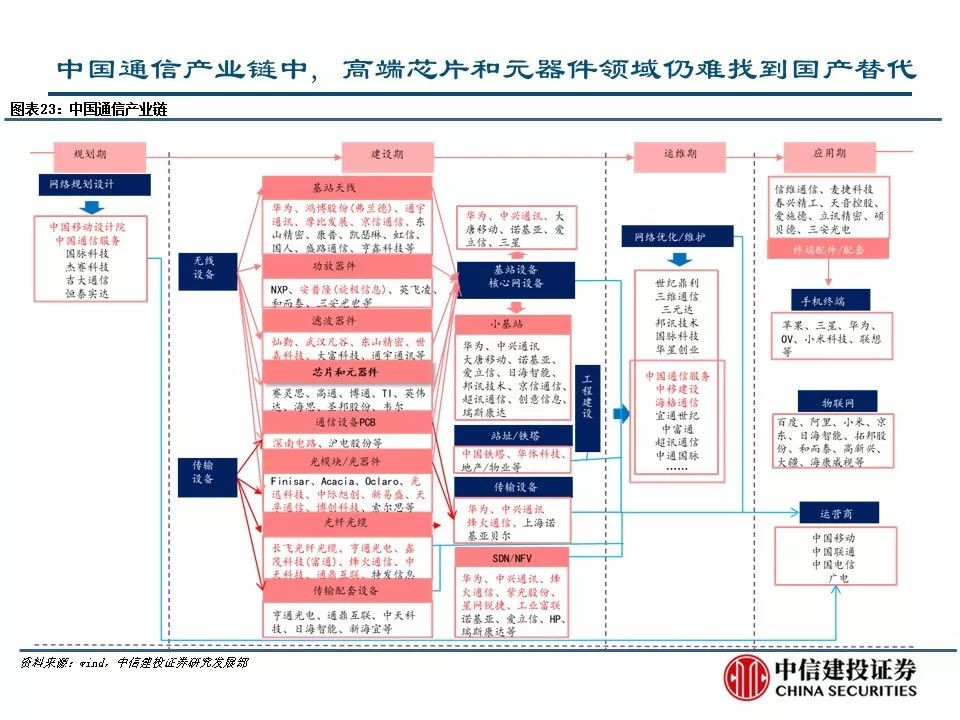 中国通信产业链中，高端芯片和元器件领域仍难找到国产替代
图表23：中国通信产业链
规划期
建设期
运维期
应用期
网络规划设计
中国移动设计院
中国通信服务
国脉科技
杰赛科技
吉大通信
恒泰实达
无线
设备
传输
设备
基站天线
华为、鸿博股份(弗兰德)、通宇
通讯、摩比发展、京信通信、东
山精密、康普、凯瑟琳、虹信、
国人、盛路通信、亨鑫科技等
功放器件
NXP、安普隆(旋极信息)、英飞凌、
和而泰、三安光电等
滤波器件
灿勤、武汉凡谷、东山精密、世
嘉科技、大富科技、通宇通讯等
芯片和元器件
赛灵思、高通、博通、TI、英伟
达、海思、圣邦股份、韦尔
通信设备PCB
深南电路、沪电股份等
光模块/光器件
Finisar、Acacia、Oclaro、光
迅科技、中际旭创、新易盛、天
孚通信、博创科技、索尔思等
光纤光缆
长飞光纤光缆、亨通光电、鑫
茂科技(富通)、烽火通信、中
天科技、通鼎互联、特发信息
传输配套设备
亨通光电、通鼎互联、中天科
技、日海智能、新海宜等
华为、中兴通讯、大
唐移动、诺基亚、爱
立信、三星
基站设备
核心网设备
小基站
华为、中兴通讯
大唐移动、诺基亚、
爱立信、日海智能、
邦讯技术、京信通信、
超讯通信、创意信息、
瑞斯康达
站址/铁塔
中国铁塔、华体科技、
地产/物业等
传输设备
华为、中兴通讯
烽火通信、上海诺
基亚贝尔
SDN/NFV
华为、中兴通讯、烽
火通信、紫光股份、
星网锐捷、工业富联
诺基亚、爱立信、HP、
瑞斯康达等
工程建设
网络优化/维护
世纪鼎利
三维通信
三元达
邦讯技术
国脉科技
华星创业
中国通信服务
中移建设
海格通信
宜通世纪
中富通
超讯通信
中通国脉
……
信维通信、麦捷科技
春兴精工、天音控股、
爱施德、立讯精密、硕
贝德、三安光电
终端配件/配套
手机终端
苹果、三星、华为、
OV、小米科技、联想
等
物联网
百度、阿里、小米、京
东、日海智能、拓邦股
份、和而泰、高新兴、
大疆、海康威视等
运营商
中国移动
中国联通
中国电信
广电
资料来源：wind，中信建投证券研究发展部
中信建投证券
CHINA SECURITIES